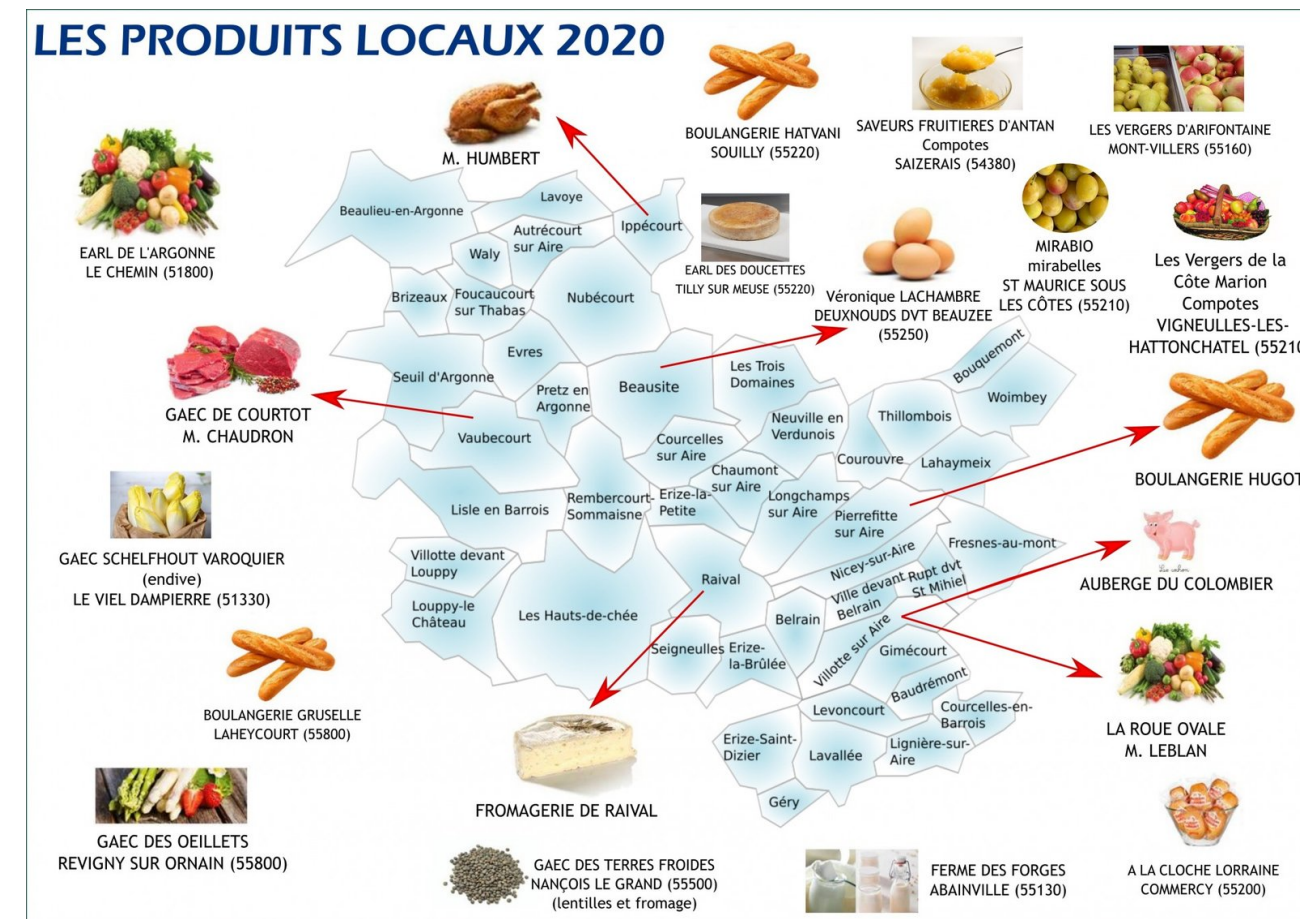 LES PRODUITS LOCAUX 2020
M. HUMBERT
BOULANGERIE HATVANI
SOUILLY (55220)
SAVEURS FRUITIERES D'ANTAN
Compotes
SAIZERAIS (54380)
LES VERGERS D'ARIFONTAINE
MONT-VILLERS (55160)
EARL DE L'ARGONNE
LE CHEMIN (51800)
EARL DES DOUCETTES
TILLY SUR MEUSE (55220)
Véronique LACHAMBRE
DEUXNOUDS DVT BEAUZEE
(55250)
MIRABIO
mirabelles
ST MAURICE SOUS
LES CÔTES (55210)
Les Vergers de la
Côte Marion
Compotes
VIGNEULLES-LES-
HATTONCHATEL (55210
GAEC DE COURTOT
M. CHAUDRON
BOULANGERIE HUGOT
GAEC SCHELFHOUT VAROQUIER
(endive)
LE VIEL DAMPIERRE (51330)
AUBERGE DU COLOMBIER
BOULANGERIE GRUSELLE
LAHEYCOURT (55800)
LA ROUE OVALE
M. LEBLAN
FROMAGERIE DE RAIVAL
GAEC DES OEILLETS
REVIGNY SUR ORNAIN (55800)
GAEC DES TERRES FROIDES
NANÇOIS LE GRAND (55500)
(lentilles et fromage)
FERME DES FORGES
ABAINVILLE (55130)
A LA CLOCHE LORRAINE
COMMERCY (55200)
Beaulieu-en-Argonne
Lavoye
Ippécourt
Autrécourt
sur Aire
Waly
Brizeaux
Foucaucourt
sur Thabas
Nubécourt
Evres
Seuil d'Argonne
Pretz en
Argonne
Beausite
Les Trois
Domaines
Bouquemont
Woimbey
Thillombois
Neuville en
Verdunois
Vaubecourt
Courcelles
sur Aire
Courouvre
Lahaymeix
Chaumont
sur Aire
Lisle en Barrois
Rembercourt-
Sommaisne
Erize-la-
Petite
Longchamps
sur Aire
Pierrefitte
sur Aire
Fresnes-au-mont
Nicey-sur-Aire
Villotte devant
Louppy
Raival
Ville devant
Belrain
Rupt dvt
St Mihiel
Louppy-le
Château
Les Hauts-de-chée
Belrain
Villotte sur Aire
Seigneulles
Erize-
la-Brûlée
Gimécourt
Baudrémont
Levoncourt
Courcelles-en-
Barrois
Erize-Saint-
Dizier
Lavallée
Lignière-sur-
Aire
Géry